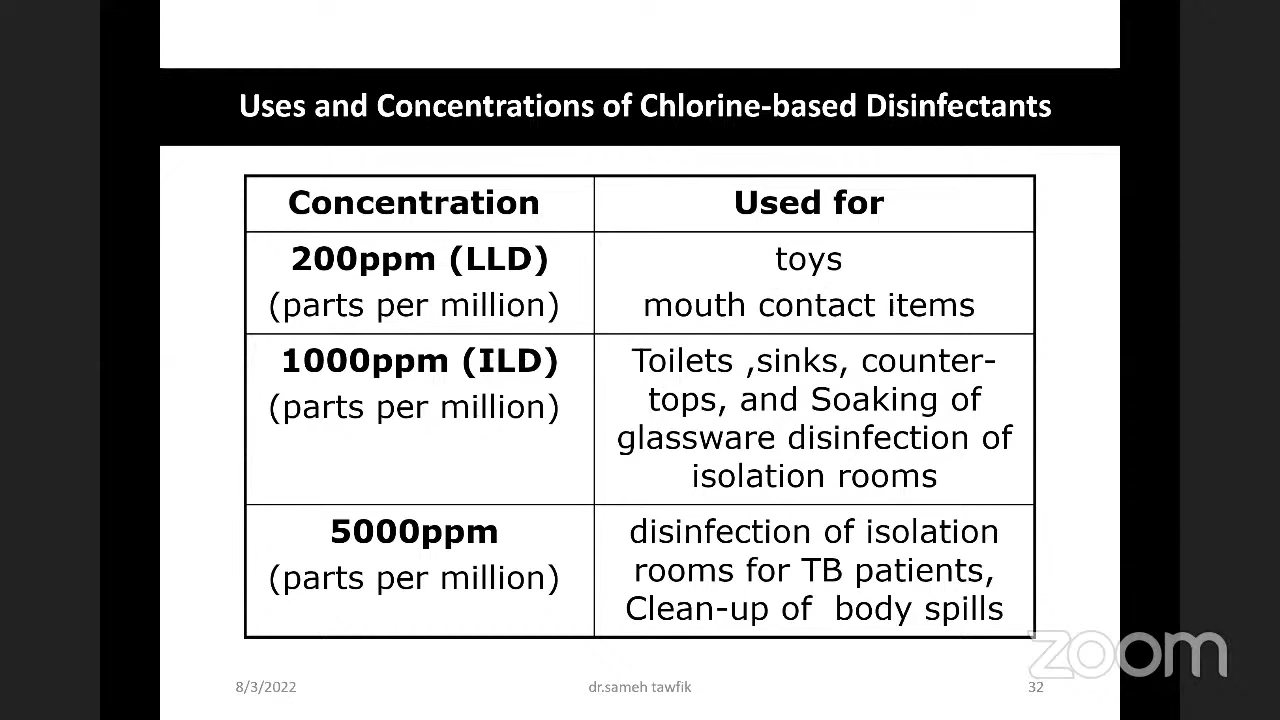 Uses and Concentrations of Chlorine-based Disinfectants
Concentration
Used for
200ppm (LLD)
(parts per million)
toys
mouth contact items
1000ppm (ILD)
(parts per million)
Toilets ,sinks, counter-
tops, and Soaking of
glassware disinfection of
isolation rooms
5000ppm
(parts per million)
disinfection of isolation
rooms for TB patients,
Clean-up of  body spills
zoom
8/3/2022
dr.sameh tawfik
32